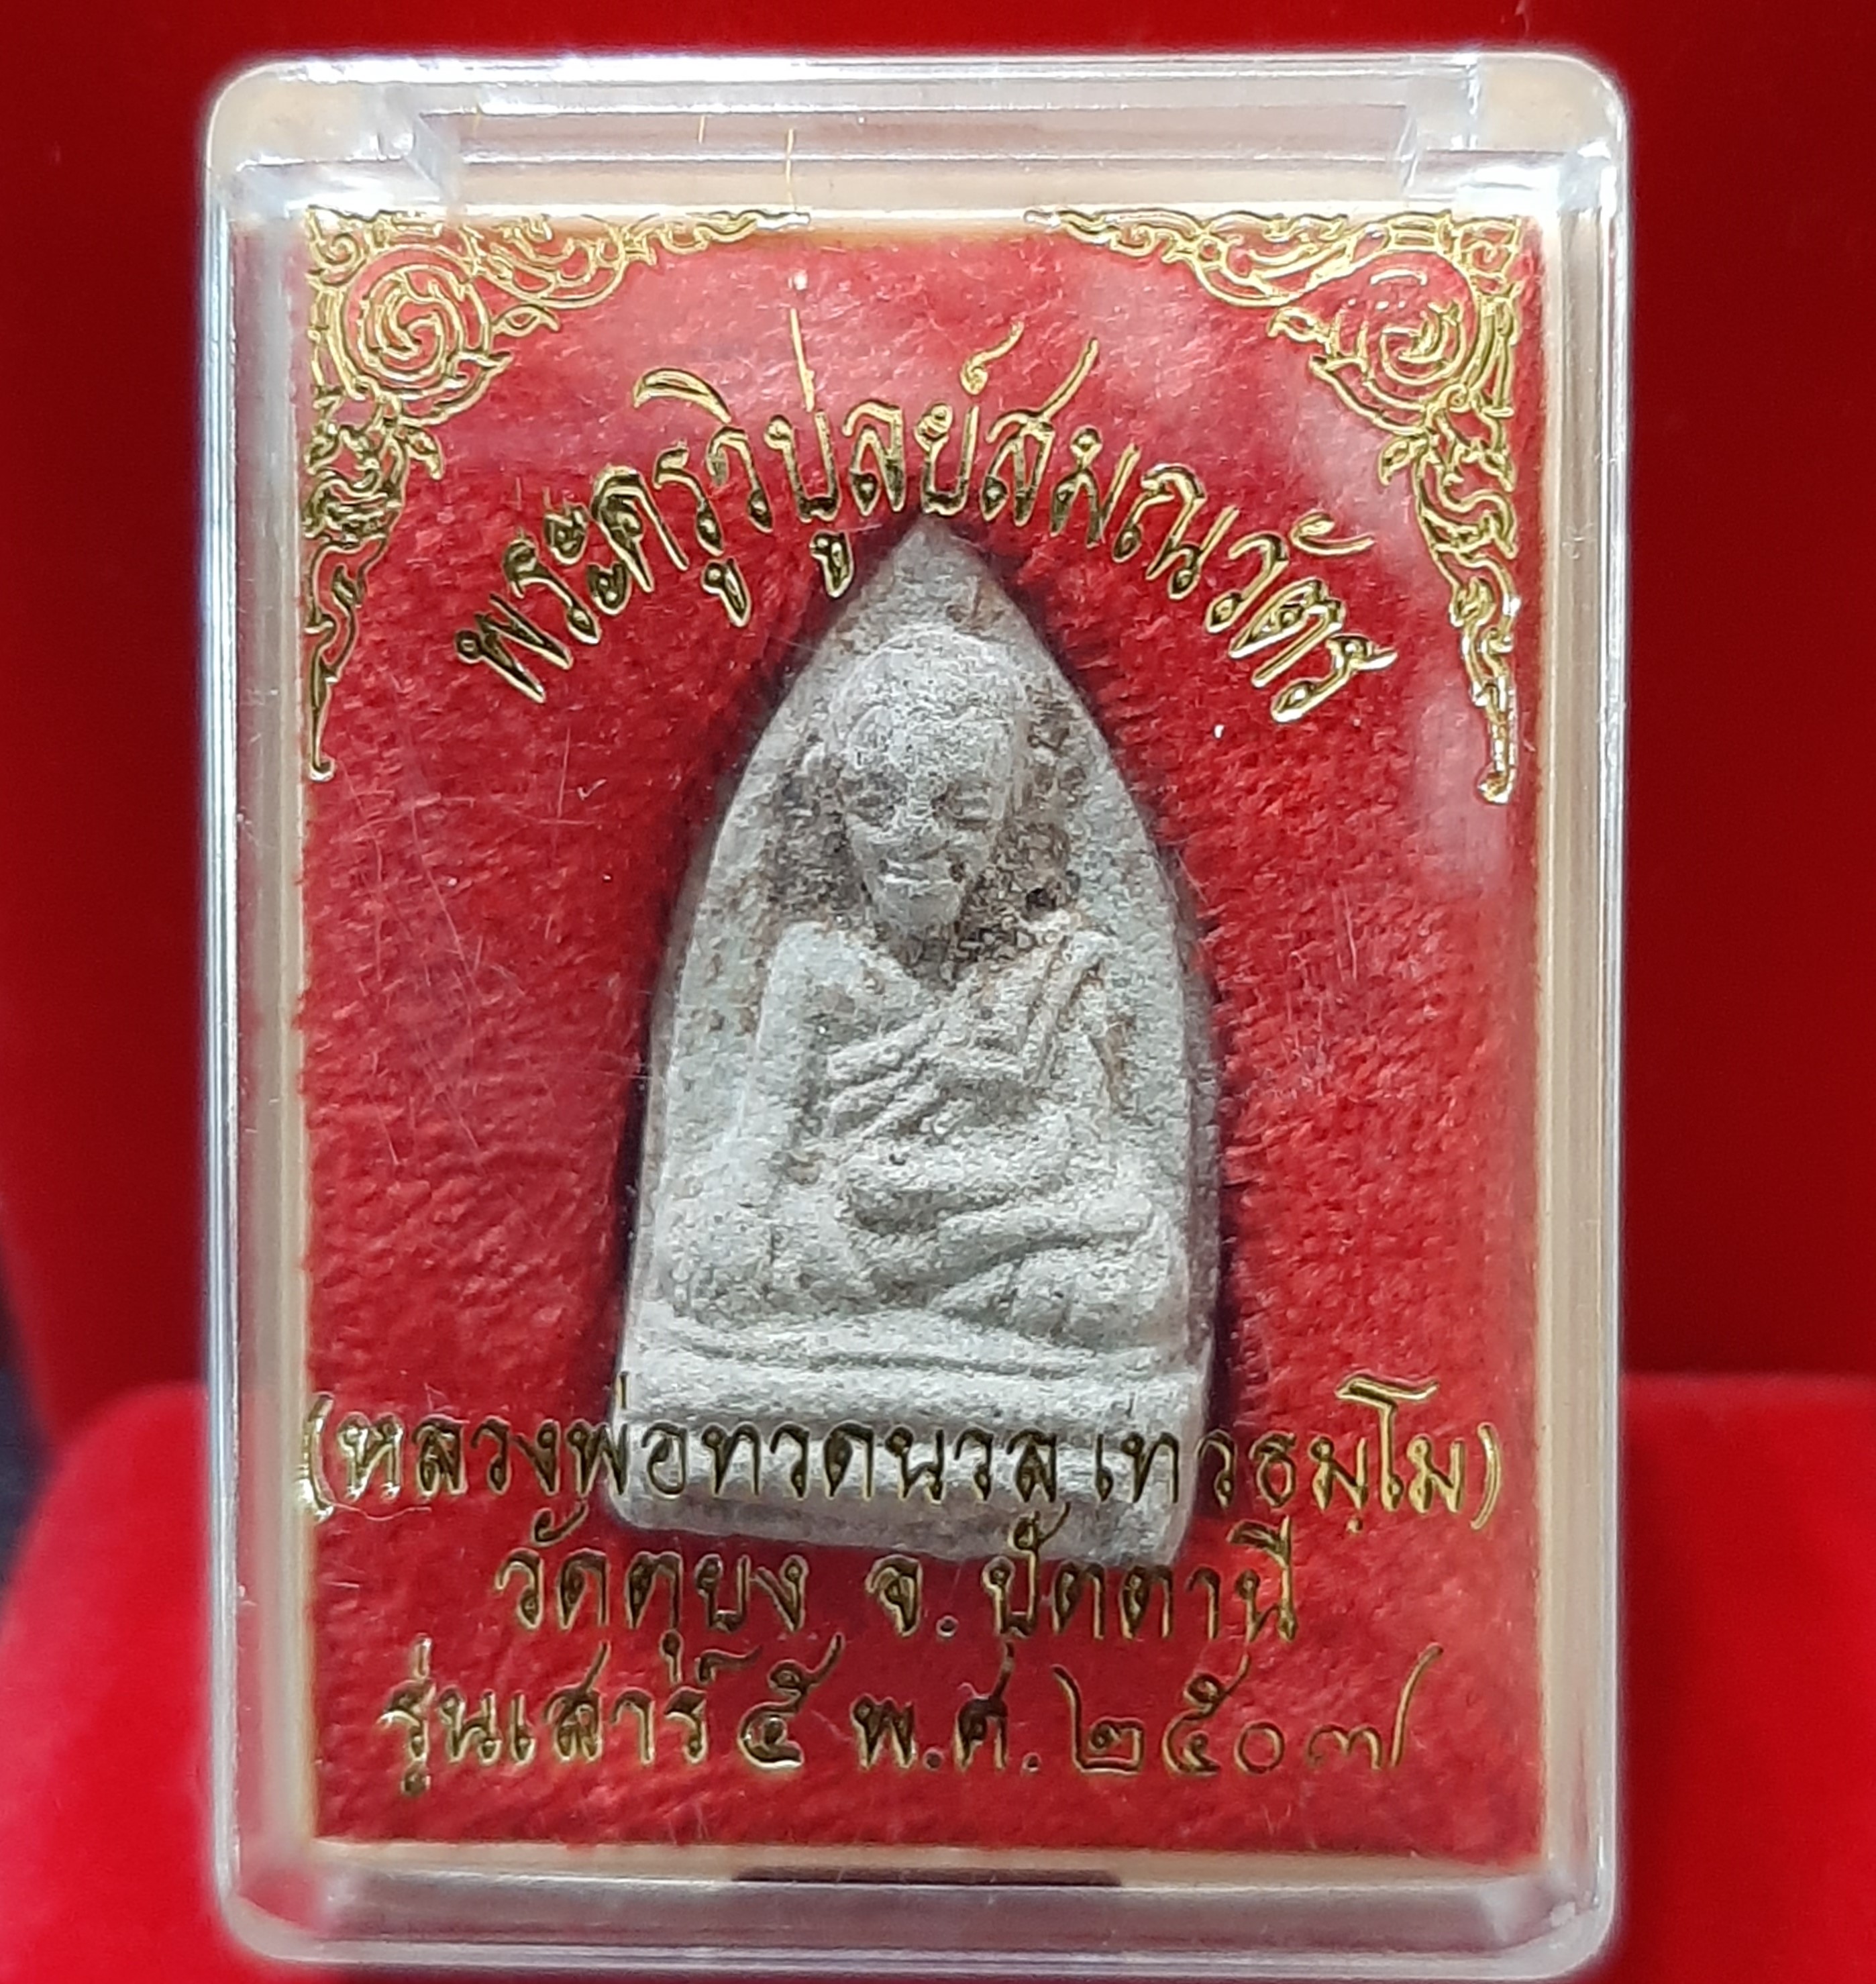 พระครูวิบูลย์สมณวัตร
(หลวงพ่อทวดนวล เทวธมฺโม)
วัดตุยง จ. ปัตตานี
รุ่นเสาร์ ๕ พ.ศ. ๒๕๐๗